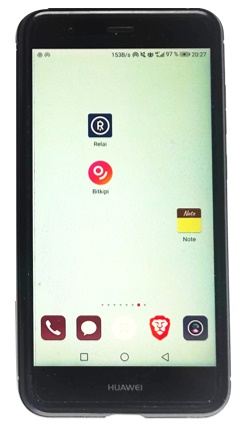 153B/s 97 % 20:27
Relai
Bitkipi
Note
Note
HUAWEI